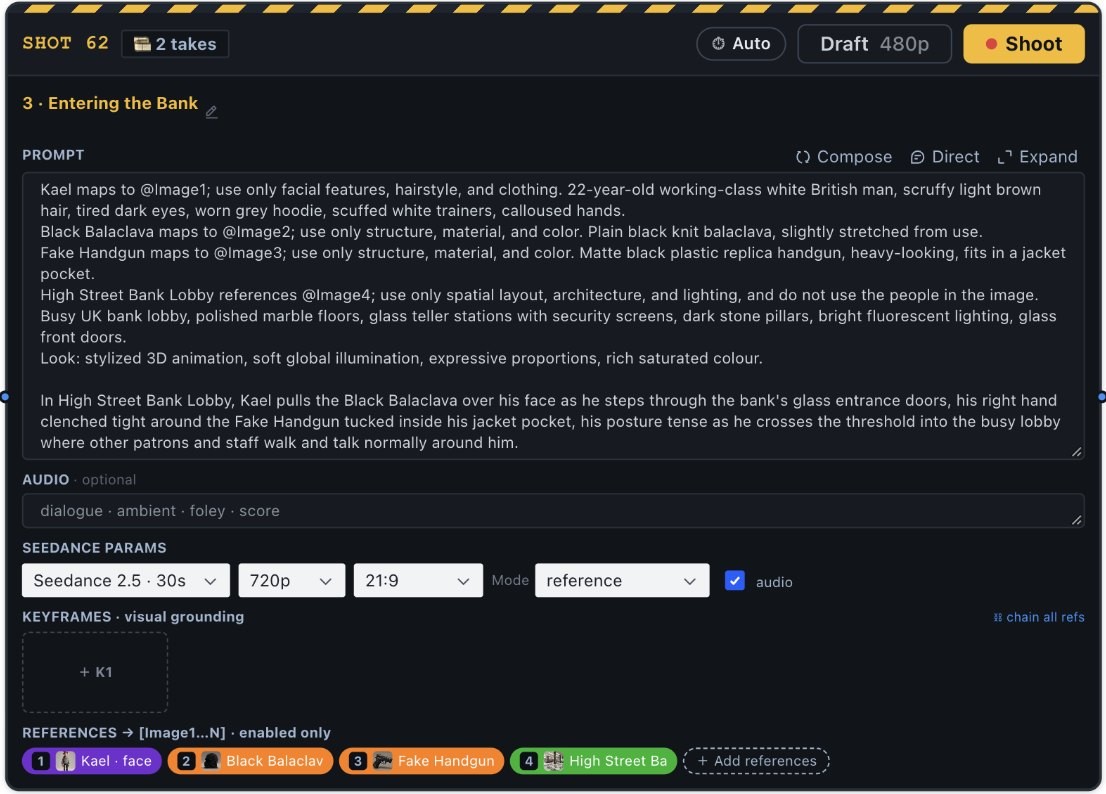 SHOT 62
2 takes
Auto
Draft 480p
Shoot
3 · Entering the Bank
PROMPT
Compose
Direct
Expand
Kael maps to @Image1; use only facial features, hairstyle, and clothing. 22-year-old working-class white British man, scruffy light brown
hair, tired dark eyes, worn grey hoodie, scuffed white trainers, calloused hands.
Black Balaclava maps to @Image2; use only structure, material, and color. Plain black knit balaclava, slightly stretched from use.
Fake Handgun maps to @Image3; use only structure, material, and color. Matte black plastic replica handgun, heavy-looking, fits in a jacket
pocket.
High Street Bank Lobby references @Image4; use only spatial layout, architecture, and lighting, and do not use the people in the image.
Busy UK bank lobby, polished marble floors, glass teller stations with security screens, dark stone pillars, bright fluorescent lighting, glass
front doors.
Look: stylized 3D animation, soft global illumination, expressive proportions, rich saturated colour.
In High Street Bank Lobby, Kael pulls the Black Balaclava over his face as he steps through the bank's glass entrance doors, his right hand
clenched tight around the Fake Handgun tucked inside his jacket pocket, his posture tense as he crosses the threshold into the busy lobby
where other patrons and staff walk and talk normally around him.
AUDIO · optional
dialogue · ambient · foley · score
SEEDANCE PARAMS
Seedance 2.5 · 30s
720p
21:9
Mode
reference
audio
KEYFRAMES · visual grounding
chain all refs
+ K1
REFERENCES → [Image1...N] · enabled only
1 Kael · face
2 Black Balaclav
3 Fake Handgun
4 High Street Ba
+ Add references